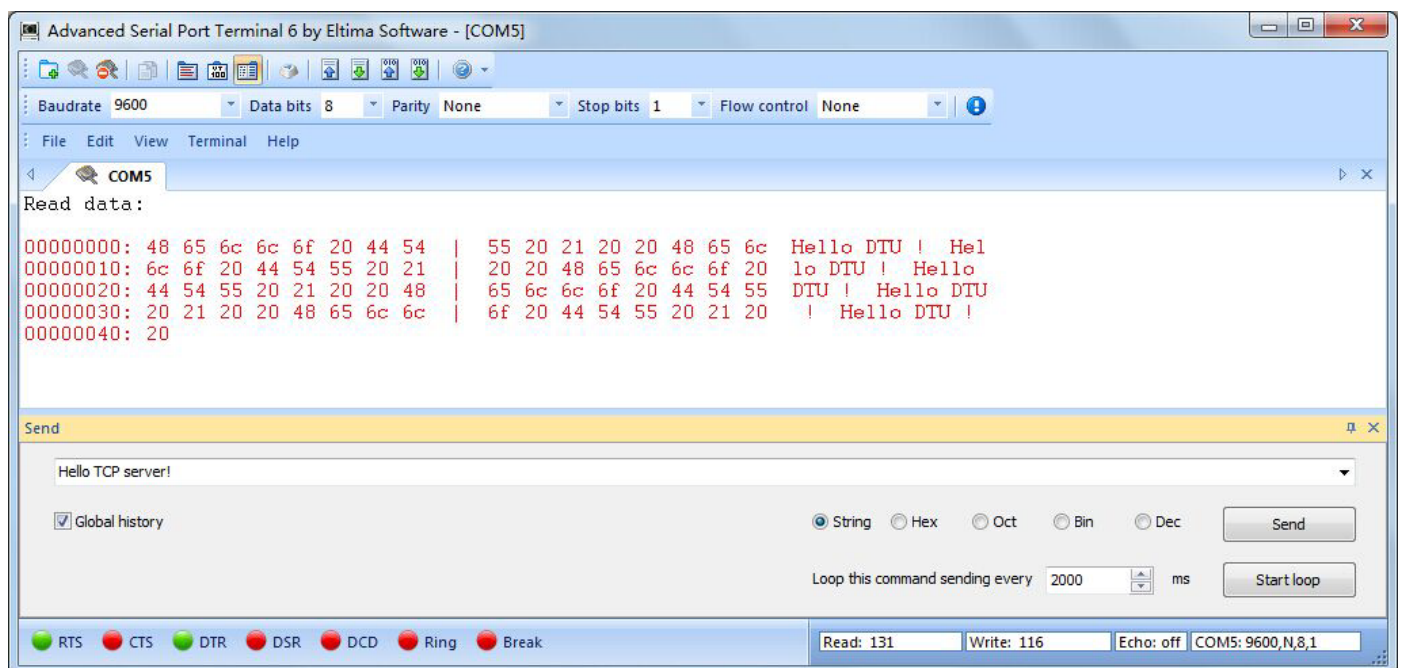 Advanced Serial Port Terminal 6 by Eltima Software - [COM5]
Baudrate 9600 Data bits 8 Parity None Stop bits 1 Flow control None
File Edit View Terminal Help
COM5
Read data:
00000000: 48 65 6c 6c 6f 20 44 54 | 55 20 21 20 20 48 65 6c Hello DTU !  Hel
00000010: 6c 6f 20 44 54 55 20 21 | 20 20 48 65 6c 6c 6f 20 lo DTU !  Hello
00000020: 44 54 55 20 21 20 20 48 | 65 6c 6c 6f 20 44 54 55 DTU !  Hello DTU
00000030: 20 21 20 20 48 65 6c 6c | 6f 20 44 54 55 20 21 20  !  Hello DTU !
00000040: 20
Send
Hello TCP server!
Global history String Hex Oct Bin Dec Send
Loop this command sending every 2000 ms Start loop
RTS CTS DTR DSR DCD Ring Break Read: 131 Write: 116 Echo: off COM5: 9600,N,8,1